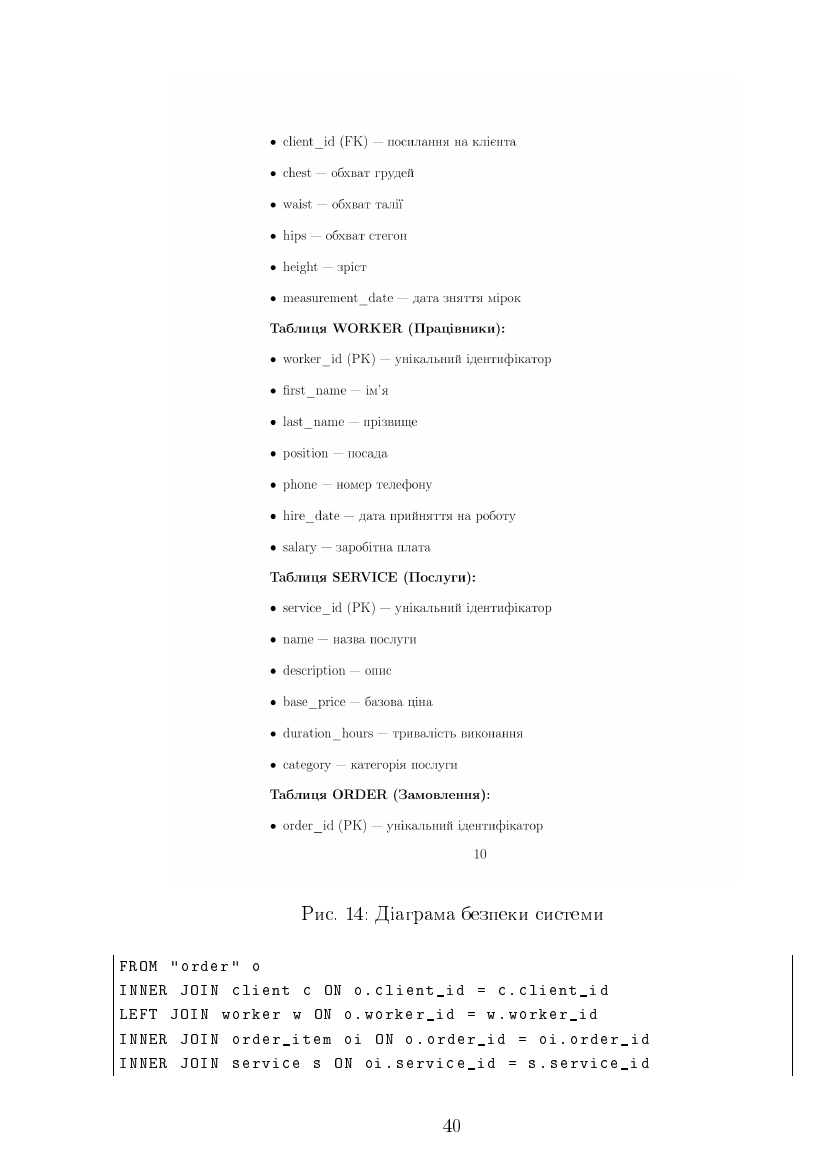 • client_id (FK) — посилання на клієнта
• chest — обхват грудей
• waist — обхват талії
• hips — обхват стегон
• height — зріст
• measurement_date — дата зняття мірок
Таблиця WORKER (Працівники):
• worker_id (PK) — унікальний ідентифікатор
• first_name — ім'я
• last_name — прізвище
• position — посада
• phone — номер телефону
• hire_date — дата прийняття на роботу
• salary — заробітна плата
Таблиця SERVICE (Послуги):
• service_id (PK) — унікальний ідентифікатор
• name — назва послуги
• description — опис
• base_price — базова ціна
• duration_hours — тривалість виконання
• category — категорія послуги
Таблиця ORDER (Замовлення):
• order_id (PK) — унікальний ідентифікатор
10
Рис. 14: Діаграма безпеки системи
FROM "order" o
INNER JOIN client c ON o.client_id = c.client_id
LEFT JOIN worker w ON o.worker_id = w.worker_id
INNER JOIN order_item oi ON o.order_id = oi.order_id
INNER JOIN service s ON oi.service_id = s.service_id
40